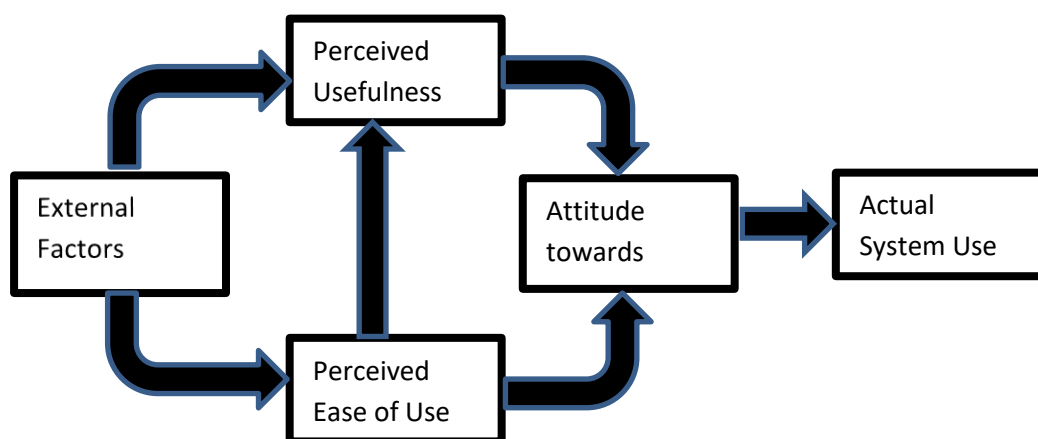 Perceived
Usefulness
External
Factors
Attitude
towards
Actual
System Use
Perceived
Ease of Use